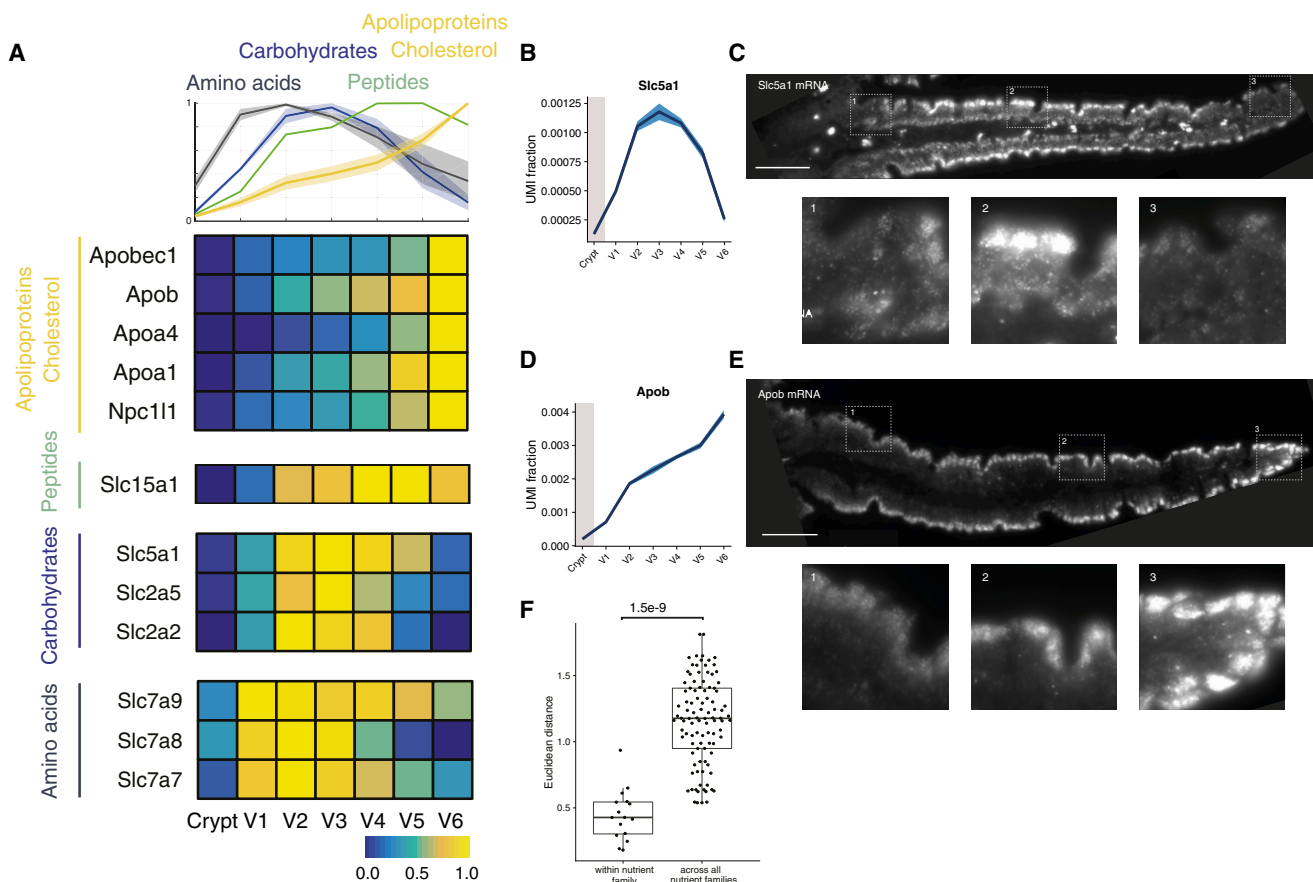 A
Apolipoproteins
Carbohydrates Cholesterol
Amino acids Peptides
1
0
Apolipoproteins
Cholesterol
Apobec1
Apob
Apoa4
Apoa1
Npc1l1
Peptides
Slc15a1
Carbohydrates
Slc5a1
Slc2a5
Slc2a2
Amino acids
Slc7a9
Slc7a8
Slc7a7
Crypt V1 V2 V3 V4 V5 V6
0.0 1.0
B
Slc5a1
UMI fraction
0.00125
0.00100
0.00075
0.00050
0.00025
Crypt V1 V2 V3 V4 V5 V6
C
Slc5a1 mRNA
1
2
3
1
2
3
D
Apob
UMI fraction
0.004
0.003
0.002
0.001
0.000
Crypt V1 V2 V3 V4 V5 V6
E
Apob mRNA
1
2
3
1
2
3
F
1.5e-9
Euclidean distance
1.5
1.0
0.5
within nutrient
family
across all
nutrient families